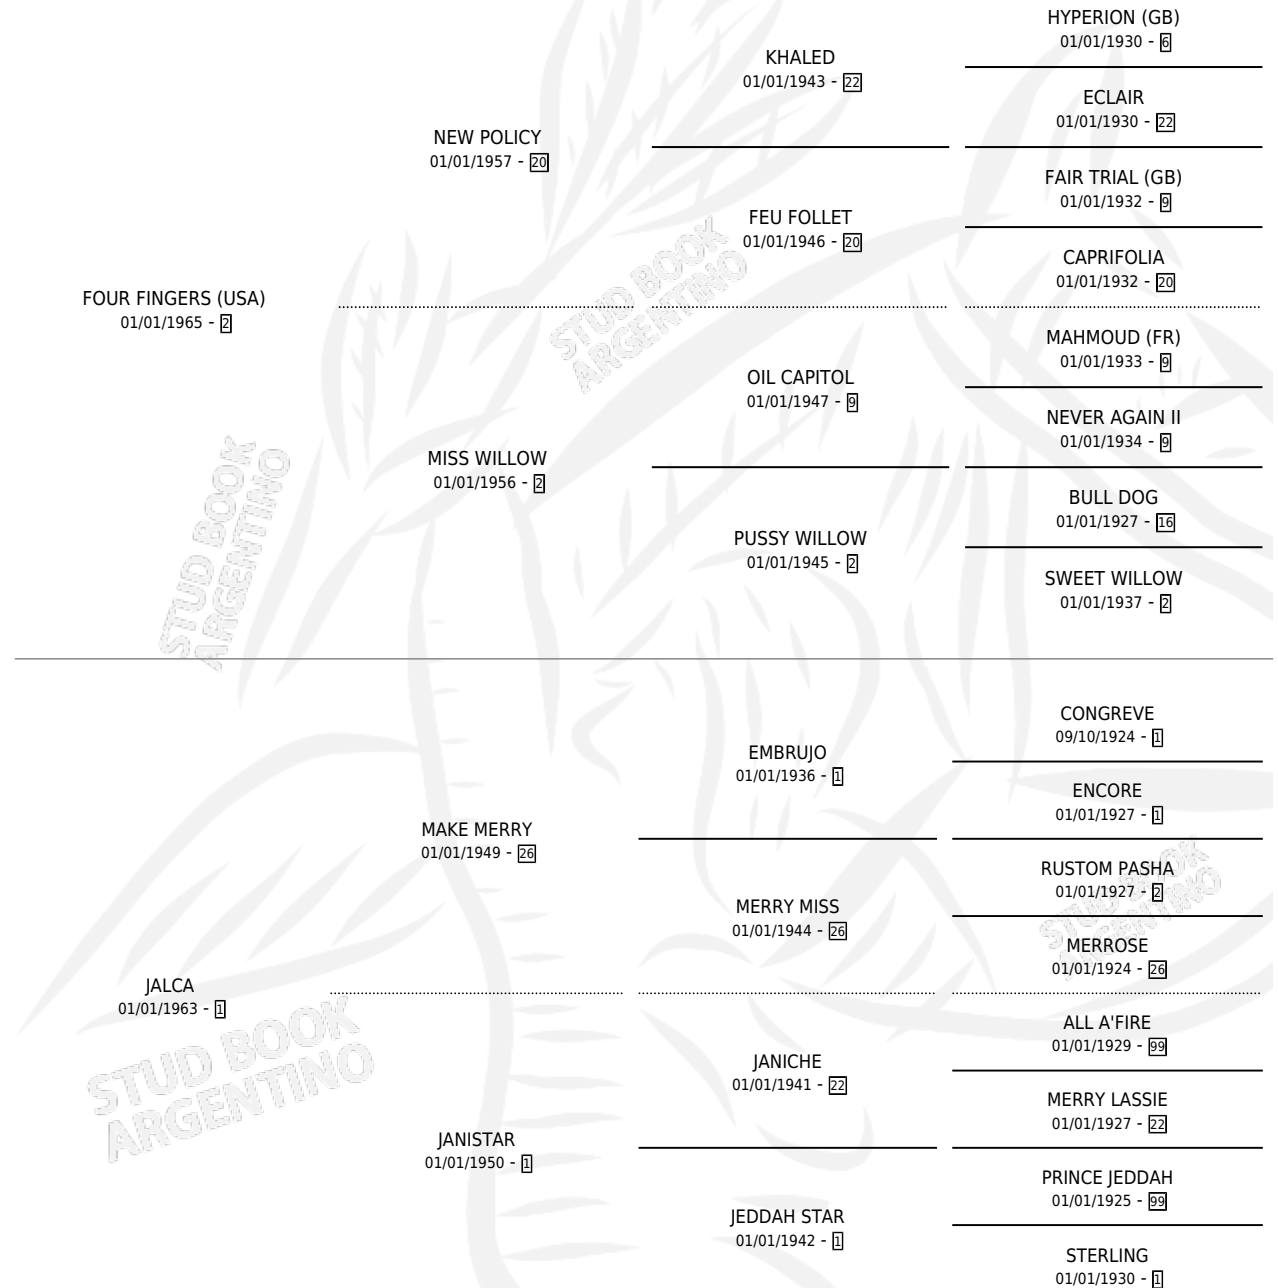 HYPERION (GB)
01/01/1930 - 6
KHALED
01/01/1943 - 22
ECLAIR
01/01/1930 - 22
NEW POLICY
01/01/1957 - 20
FAIR TRIAL (GB)
01/01/1932 - 9
FEU FOLLET
01/01/1946 - 20
CAPRIFOLIA
01/01/1932 - 20
FOUR FINGERS (USA)
01/01/1965 - 2
MAHMOUD (FR)
01/01/1933 - 9
OIL CAPITOL
01/01/1947 - 9
NEVER AGAIN II
01/01/1934 - 9
MISS WILLOW
01/01/1956 - 2
BULL DOG
01/01/1927 - 16
PUSSY WILLOW
01/01/1945 - 2
SWEET WILLOW
01/01/1937 - 2
CONGREVE
09/10/1924 - 1
EMBRUJO
01/01/1936 - 1
ENCORE
01/01/1927 - 1
MAKE MERRY
01/01/1949 - 26
RUSTOM PASHA
01/01/1927 - 2
MERRY MISS
01/01/1944 - 26
MERROSE
01/01/1924 - 26
JALCA
01/01/1963 - 1
ALL A'FIRE
01/01/1929 - 99
JANICHE
01/01/1941 - 22
MERRY LASSIE
01/01/1927 - 22
JANISTAR
01/01/1950 - 1
PRINCE JEDDAH
01/01/1925 - 99
JEDDAH STAR
01/01/1942 - 1
STERLING
01/01/1930 - 1
STUD BOOK
ARGENTINO
STUD BOOK
ARGENTINO
STUD BOOK
ARGENTINO
STUD BOOK
ARGENTINO